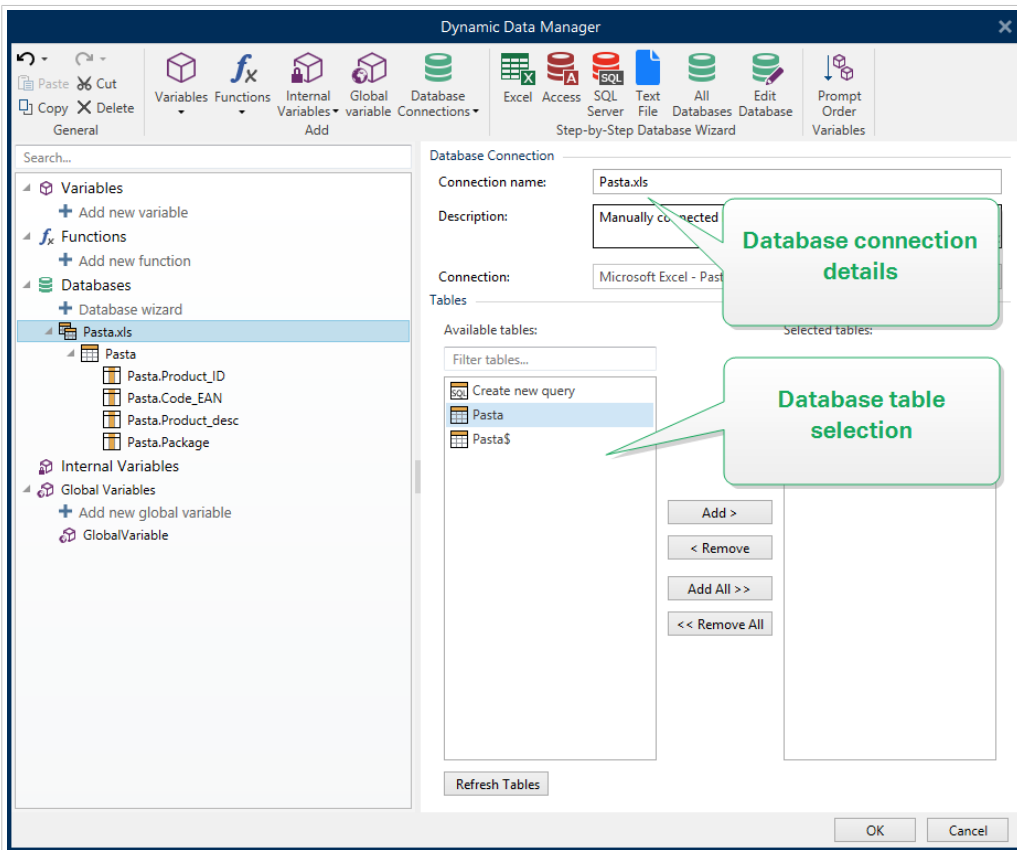 Dynamic Data Manager
Paste Cut
Copy Delete
General
Variables Functions Internal Variables Global variable Database Connections
Add
Excel Access SQL Server Text File All Databases Edit Database
Step-by-Step Database Wizard
Prompt Order
Variables
Search...
Variables
Add new variable
Functions
Add new function
Databases
Database wizard
Pasta.xls
Pasta
Pasta.Product_ID
Pasta.Code_EAN
Pasta.Product_desc
Pasta.Package
Internal Variables
Global Variables
Add new global variable
GlobalVariable
Database Connection
Connection name: Pasta.xls
Description: Manually connected
Connection: Microsoft Excel - Past
Database connection
details
Tables
Available tables:
Selected tables:
Filter tables...
SQL Create new query
Pasta
Pasta$
Database table
selection
Add >
< Remove
Add All >>
<< Remove All
Refresh Tables
OK Cancel